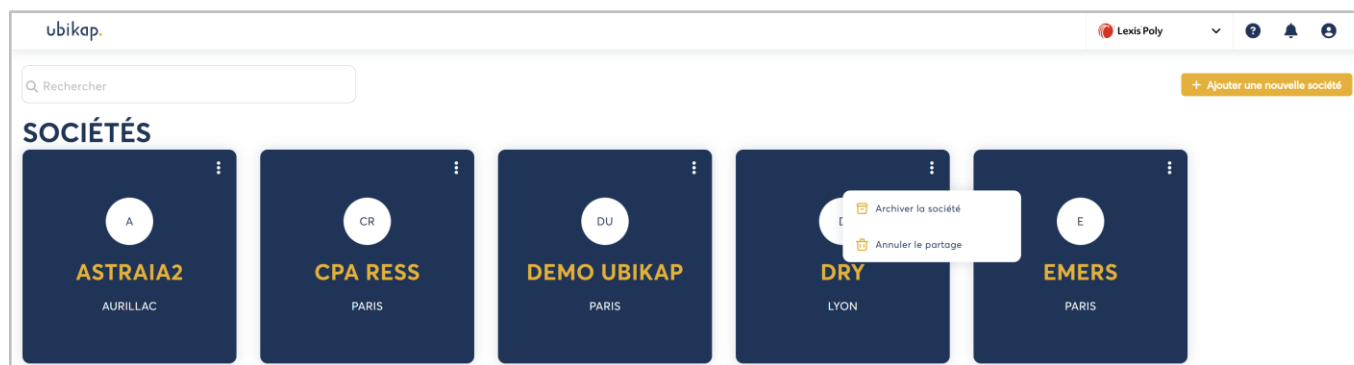 ubikap.
Lexis Poly
?
Rechercher
+ Ajouter une nouvelle société
SOCIÉTÉS
A
ASTRAIA2
AURILLAC
CR
CPA RESS
PARIS
DU
DEMO UBIKAP
PARIS
Archiver la société
Annuler le partage
DRY
LYON
E
EMERS
PARIS